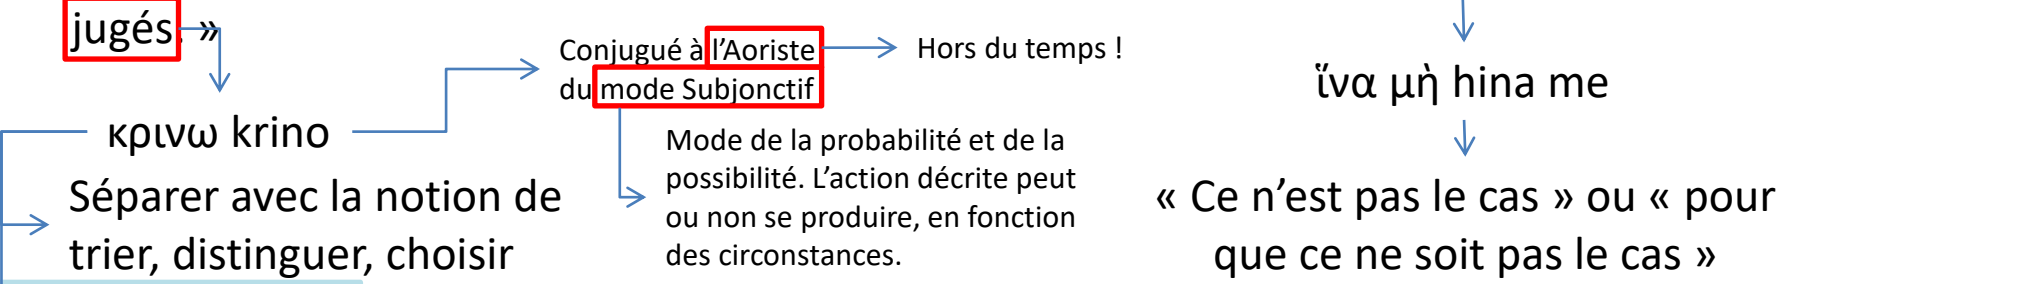 jugés. »
κρινω krino
Séparer avec la notion de
trier, distinguer, choisir
Conjugué à l’Aoriste
du mode Subjonctif
Hors du temps !
Mode de la probabilité et de la
possibilité. L’action décrite peut
ou non se produire, en fonction
des circonstances.
ἵνα μὴ hina me
« Ce n’est pas le cas » ou « pour
que ce ne soit pas le cas »